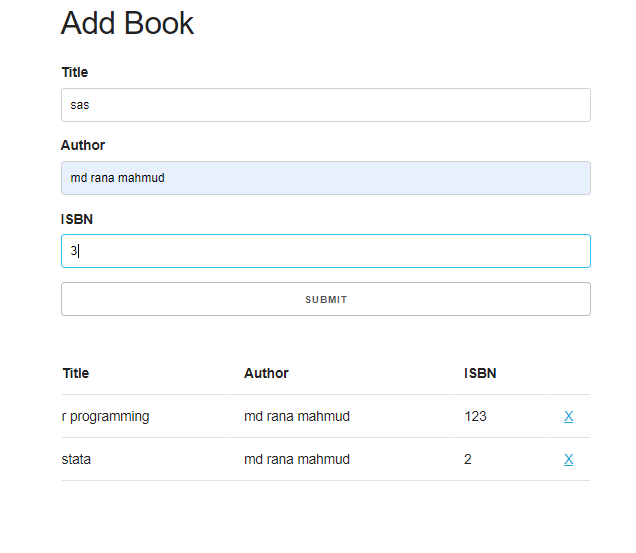 Add Book
Title
sas
Author
md rana mahmud
ISBN
3
SUBMIT
Title Author ISBN
r programming md rana mahmud 123 X
stata md rana mahmud 2 X